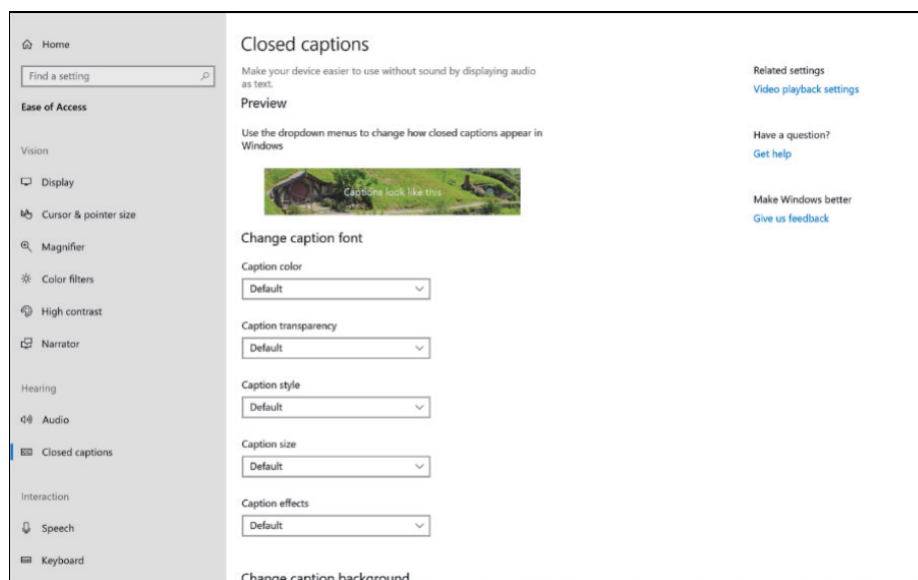 Home
Find a setting
Ease of Access
Vision
Display
Cursor & pointer size
Magnifier
Color filters
High contrast
Narrator
Hearing
Audio
Closed captions
Interaction
Speech
Keyboard
Closed captions
Make your device easier to use without sound by displaying audio
as text.
Preview
Use the dropdown menus to change how closed captions appear in
Windows
Captions look like this
Change caption font
Caption color
Default
Caption transparency
Default
Caption style
Default
Caption size
Default
Caption effects
Default
Change caption background
Related settings
Video playback settings
Have a question?
Get help
Make Windows better
Give us feedback